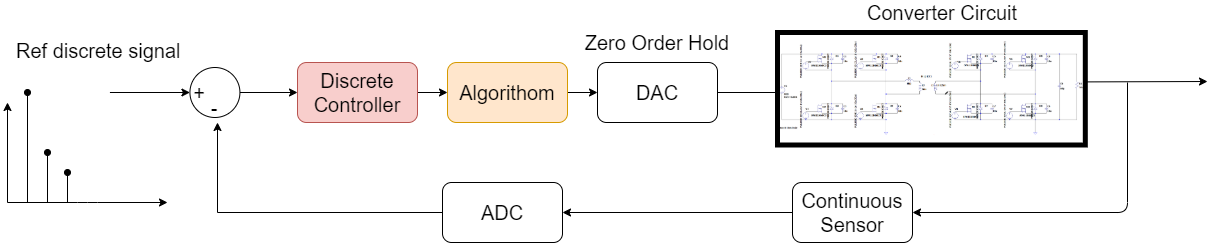 Converter Circuit
Ref discrete signal
Zero Order Hold
+
-
Discrete
Controller
Algorithom
DAC
ADC
Continuous
Sensor